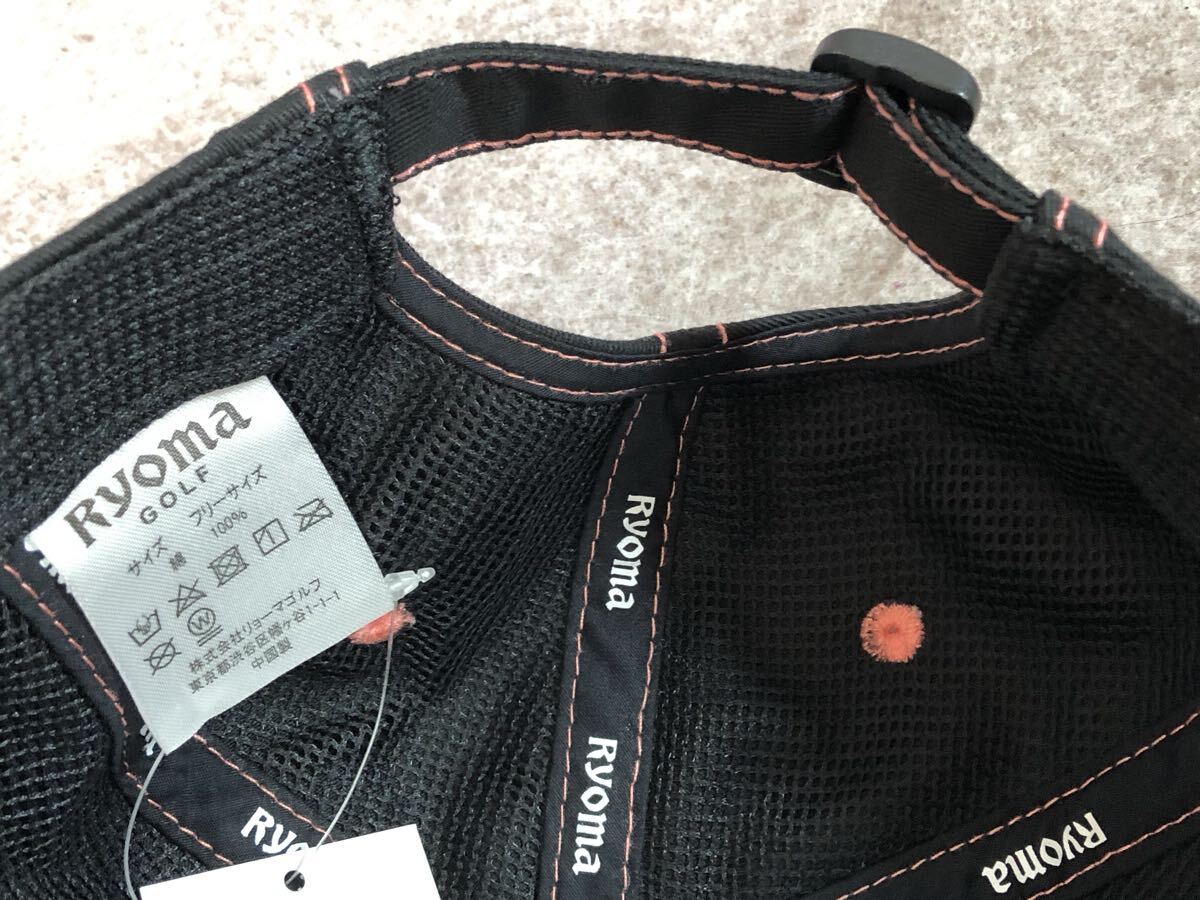 Ryoma
GOLF
サイズ フリーサイズ
綿 100%
W
1
株式会社リョーマゴルフ
東京都渋谷区幡ヶ谷1-1-1
中国製
Ryoma
Ryoma
Ryoma